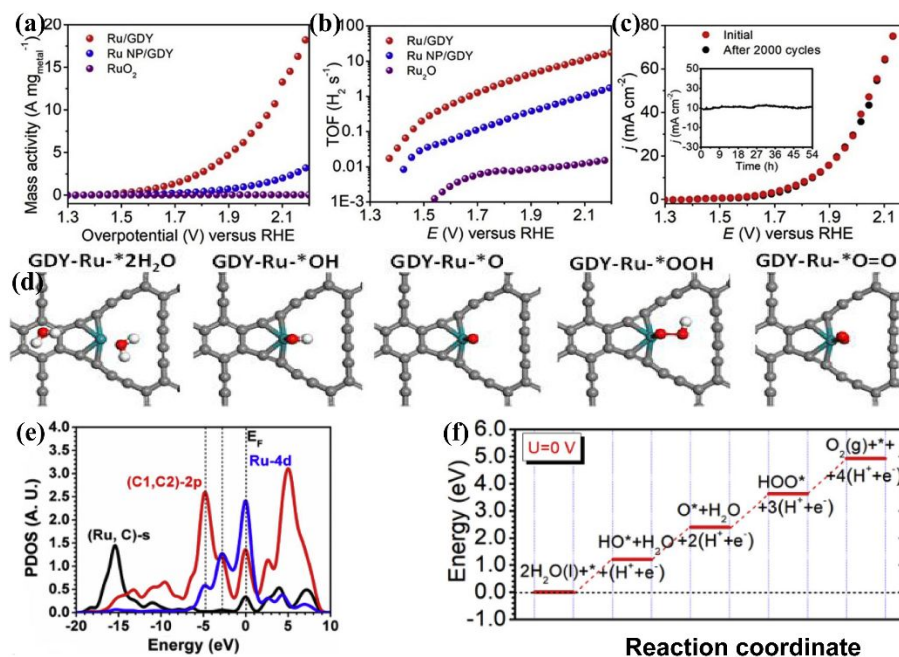 (a)
Ru/GDY
Ru NP/GDY
RuO₂
Mass activity (A mg_metal⁻¹)
20
15
10
5
0
1.3 1.5 1.7 1.9 2.1
Overpotential (V) versus RHE
(b)
Ru/GDY
Ru NP/GDY
Ru₂O
TOF (H₂ s⁻¹)
100
10
1
0.1
0.01
1E-3
1.3 1.5 1.7 1.9 2.1
E (V) versus RHE
(c)
Initial
After 2000 cycles
j (mA cm⁻²)
80
60
40
20
0
j (mA cm⁻²)
30
10
-10
-30
0 9 18 27 36 45 54
Time (h)
1.3 1.5 1.7 1.9 2.1
E (V) versus RHE
(d)
GDY-Ru-*2H₂O
GDY-Ru-*OH
GDY-Ru-*O
GDY-Ru-*OOH
GDY-Ru-*O=O
(e)
PDOS (A. U.)
4.0
3.5
3.0
2.5
2.0
1.5
1.0
0.5
0.0
E_F
Ru-4d
(C1,C2)-2p
(Ru, C)-s
-20 -15 -10 -5 0 5 10
Energy (eV)
(f)
U=0 V
Energy (eV)
6.0
5.0
4.0
3.0
2.0
1.0
0.0
-1.0
2H₂O(l)+*
HO*+H₂O
+(H⁺+e⁻)
O*+H₂O
+2(H⁺+e⁻)
HOO*
+3(H⁺+e⁻)
O₂(g)+*+
+4(H⁺+e⁻)
Reaction coordinate